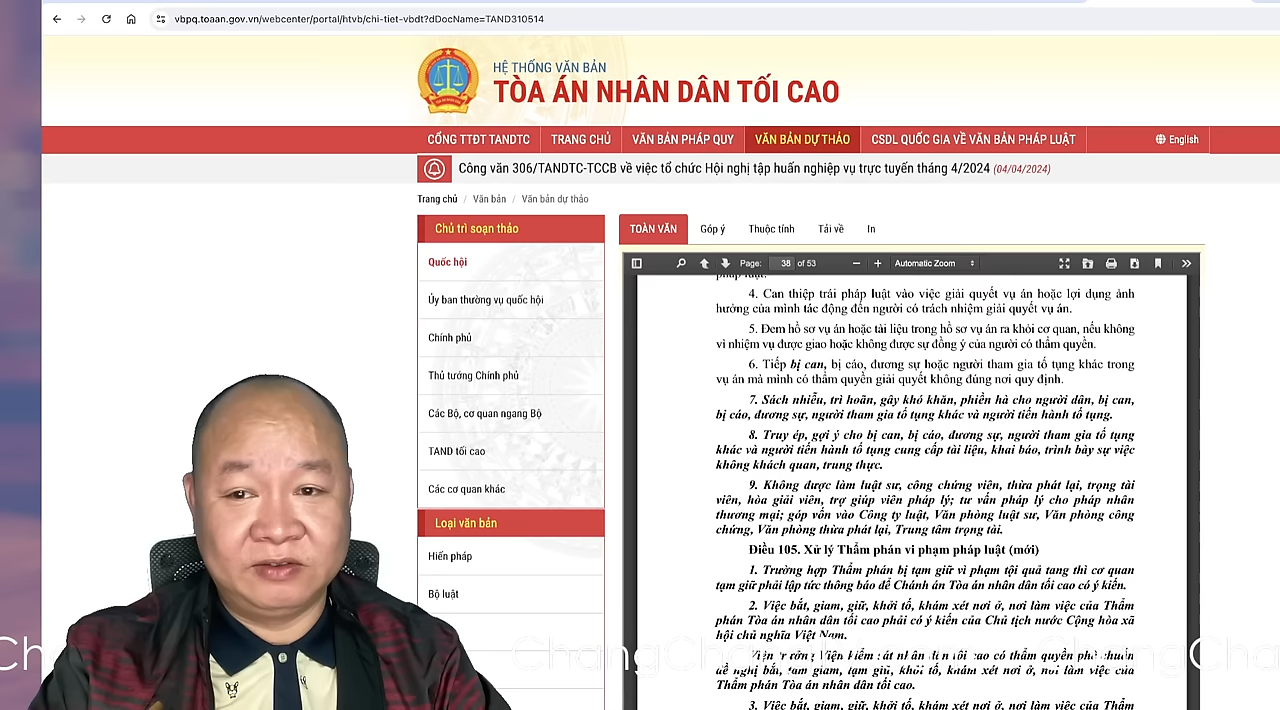 vbpq.toaan.gov.vn/webcenter/portal/htvb/chi-tiet-vbdt?dDocName=TAND310514
HỆ THỐNG VĂN BẢN
TÒA ÁN NHÂN DÂN TỐI CAO
CỔNG TTĐT TANDTC TRANG CHỦ VĂN BẢN PHÁP QUY VĂN BẢN DỰ THẢO CSDL QUỐC GIA VỀ VĂN BẢN PHÁP LUẬT English
Công văn 306/TANDTC-TCCB về việc tổ chức Hội nghị tập huấn nghiệp vụ trực tuyến tháng 4/2024 (04/04/2024)
Trang chủ / Văn bản / Văn bản dự thảo
Chủ trì soạn thảo
Quốc hội
Ủy ban thường vụ quốc hội
Chính phủ
Thủ tướng Chính phủ
Các Bộ, cơ quan ngang Bộ
TAND tối cao
Các cơ quan khác
Loại văn bản
Hiến pháp
Bộ luật
TOÀN VĂN Góp ý Thuộc tính Tải về In
Page: 38 of 53 Automatic Zoom
pháp luật.
4. Can thiệp trái pháp luật vào việc giải quyết vụ án hoặc lợi dụng ảnh
hưởng của mình tác động đến người có trách nhiệm giải quyết vụ án.
5. Đem hồ sơ vụ án hoặc tài liệu trong hồ sơ vụ án ra khỏi cơ quan, nếu không
vì nhiệm vụ được giao hoặc không được sự đồng ý của người có thẩm quyền.
6. Tiếp bị can, bị cáo, đương sự hoặc người tham gia tố tụng khác trong
vụ án mà mình có thẩm quyền giải quyết không đúng nơi quy định.
7. Sách nhiễu, trì hoãn, gây khó khăn, phiền hà cho người dân, bị can,
bị cáo, đương sự, người tham gia tố tụng khác và người tiến hành tố tụng.
8. Truy ép, gợi ý cho bị can, bị cáo, đương sự, người tham gia tố tụng
khác và người tiến hành tố tụng cung cấp tài liệu, khai báo, trình bày sự việc
không khách quan, trung thực.
9. Không được làm luật sư, công chứng viên, thừa phát lại, trọng tài
viên, hòa giải viên, trợ giúp viên pháp lý; tư vấn pháp lý cho pháp nhân
thương mại; góp vốn vào Công ty luật, Văn phòng luật sư, Văn phòng công
chứng, Văn phòng thừa phát lại, Trung tâm trọng tài.
Điều 105. Xử lý Thẩm phán vi phạm pháp luật (mới)
1. Trường hợp Thẩm phán bị tạm giữ vì phạm tội quả tang thì cơ quan
tạm giữ phải lập tức thông báo để Chánh án Tòa án nhân dân tối cao có ý kiến.
2. Việc bắt, giam, giữ, khởi tố, khám xét nơi ở, nơi làm việc của Thẩm
phán Tòa án nhân dân tối cao phải có ý kiến của Chủ tịch nước Cộng hòa xã
hội chủ nghĩa Việt Nam.
Viện trưởng Viện kiểm sát nhân dân tối cao có thẩm quyền phê chuẩn
đề nghị bắt, tạm giam, tạm giữ, khởi tố, khám xét nơi ở, nơi làm việc của
Thẩm phán Tòa án nhân dân tối cao.
3. Việc bắt, giam, giữ, khởi tố, khám xét nơi ở, nơi làm việc của Thẩm